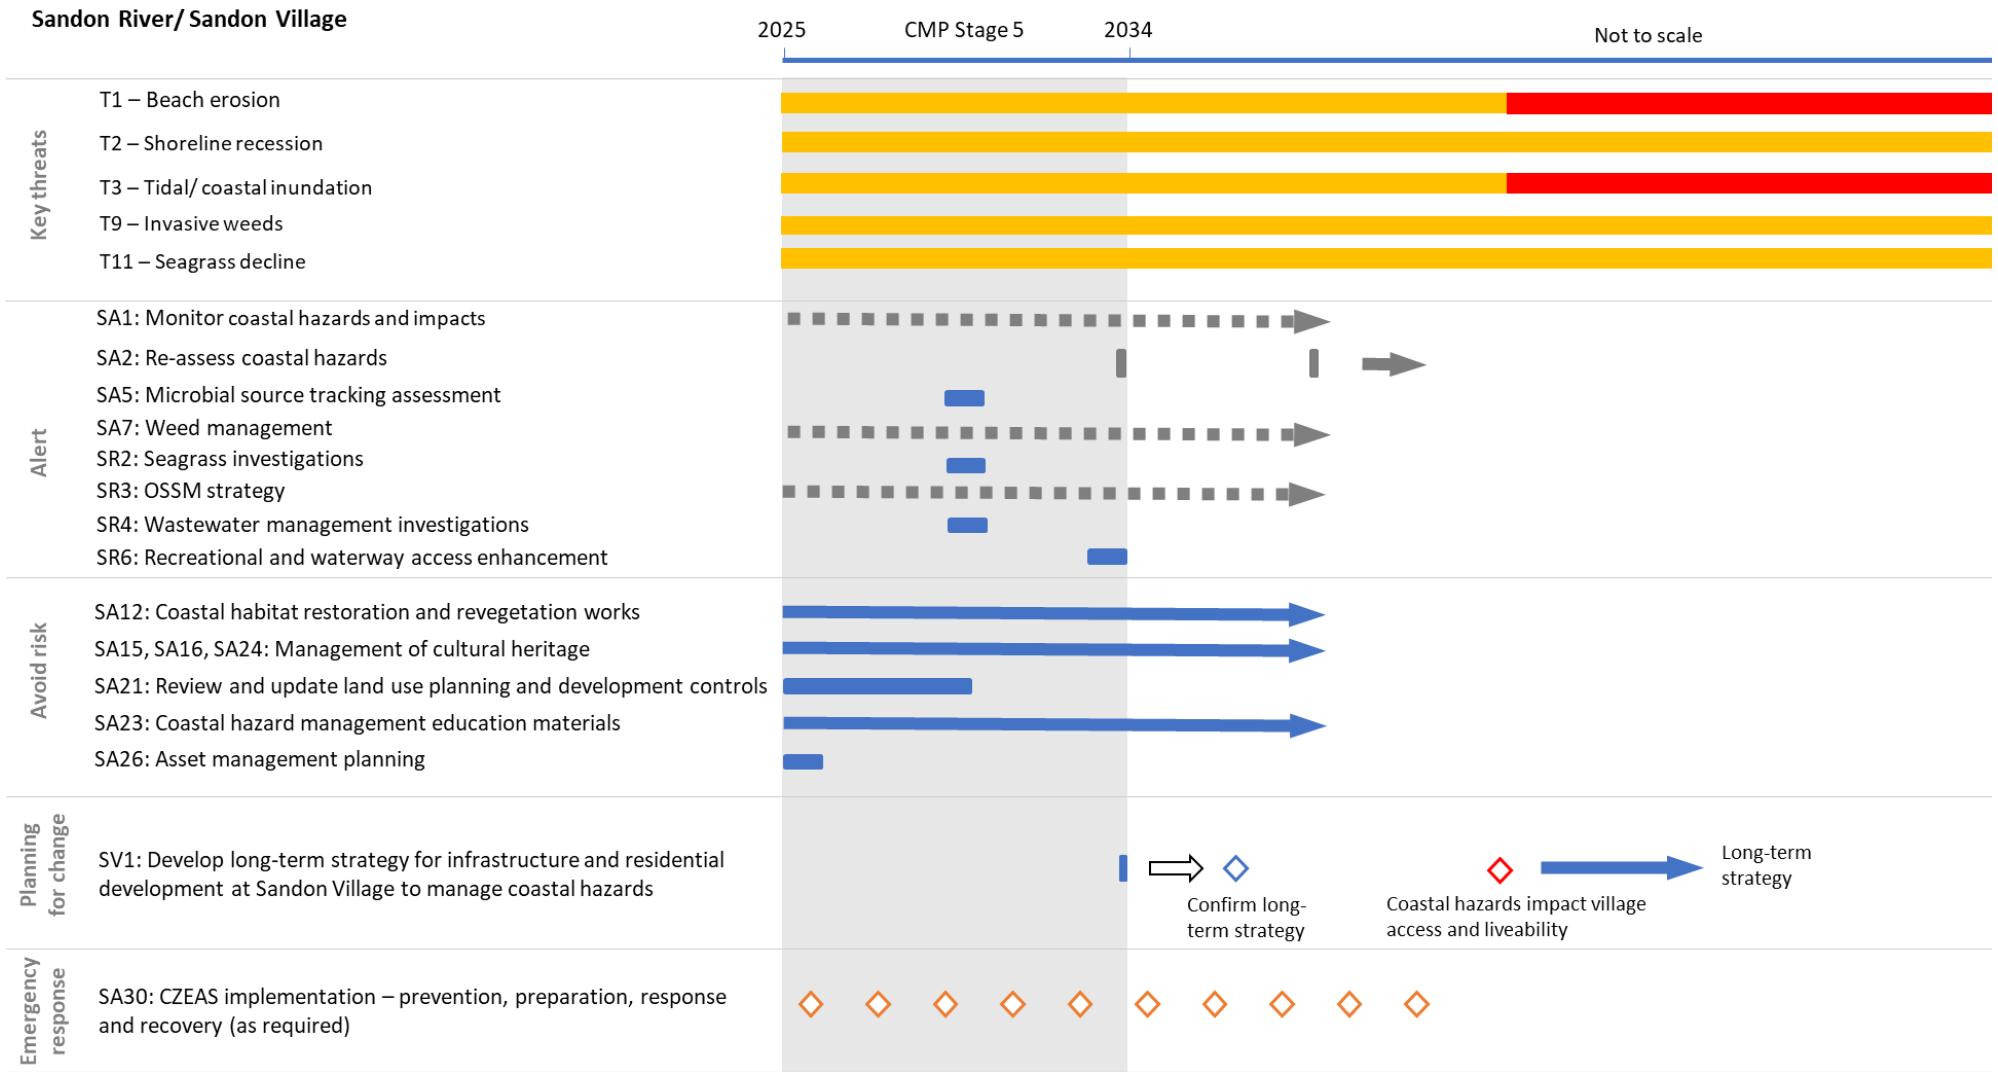 Sandon River/ Sandon Village
2025
CMP Stage 5
2034
Not to scale
Key threats
T1 – Beach erosion
T2 – Shoreline recession
T3 – Tidal/ coastal inundation
T9 – Invasive weeds
T11 – Seagrass decline
Alert
SA1: Monitor coastal hazards and impacts
SA2: Re-assess coastal hazards
SA5: Microbial source tracking assessment
SA7: Weed management
SR2: Seagrass investigations
SR3: OSSM strategy
SR4: Wastewater management investigations
SR6: Recreational and waterway access enhancement
Avoid risk
SA12: Coastal habitat restoration and revegetation works
SA15, SA16, SA24: Management of cultural heritage
SA21: Review and update land use planning and development controls
SA23: Coastal hazard management education materials
SA26: Asset management planning
Planning
for change
SV1: Develop long-term strategy for infrastructure and residential
development at Sandon Village to manage coastal hazards
Confirm long-
term strategy
Coastal hazards impact village
access and liveability
Long-term
strategy
Emergency
response
SA30: CZEAS implementation – prevention, preparation, response
and recovery (as required)